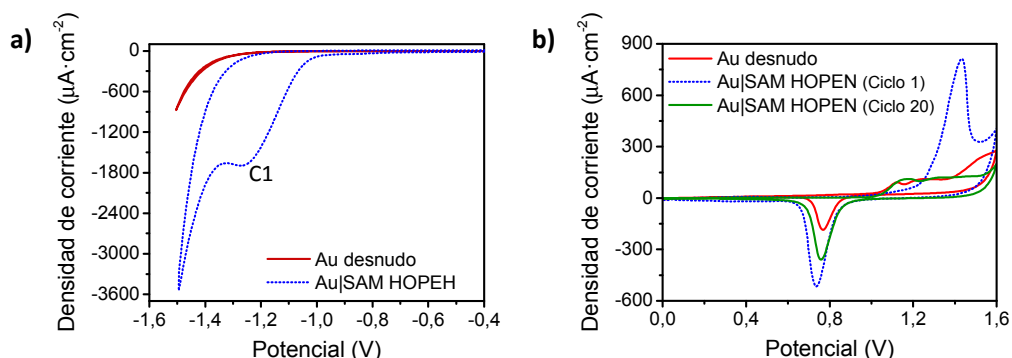 a)
Densidad de corriente (µA·cm⁻²)
0
-600
-1200
-1800
-2400
-3000
-3600
C1
Au desnudo
Au|SAM HOPEH
-1,6 -1,4 -1,2 -1,0 -0,8 -0,6 -0,4
Potencial (V)
b)
Densidad de corriente (µA·cm⁻²)
900
600
300
0
-300
-600
Au desnudo
Au|SAM HOPEN (Ciclo 1)
Au|SAM HOPEN (Ciclo 20)
0,0 0,4 0,8 1,2 1,6
Potencial (V)